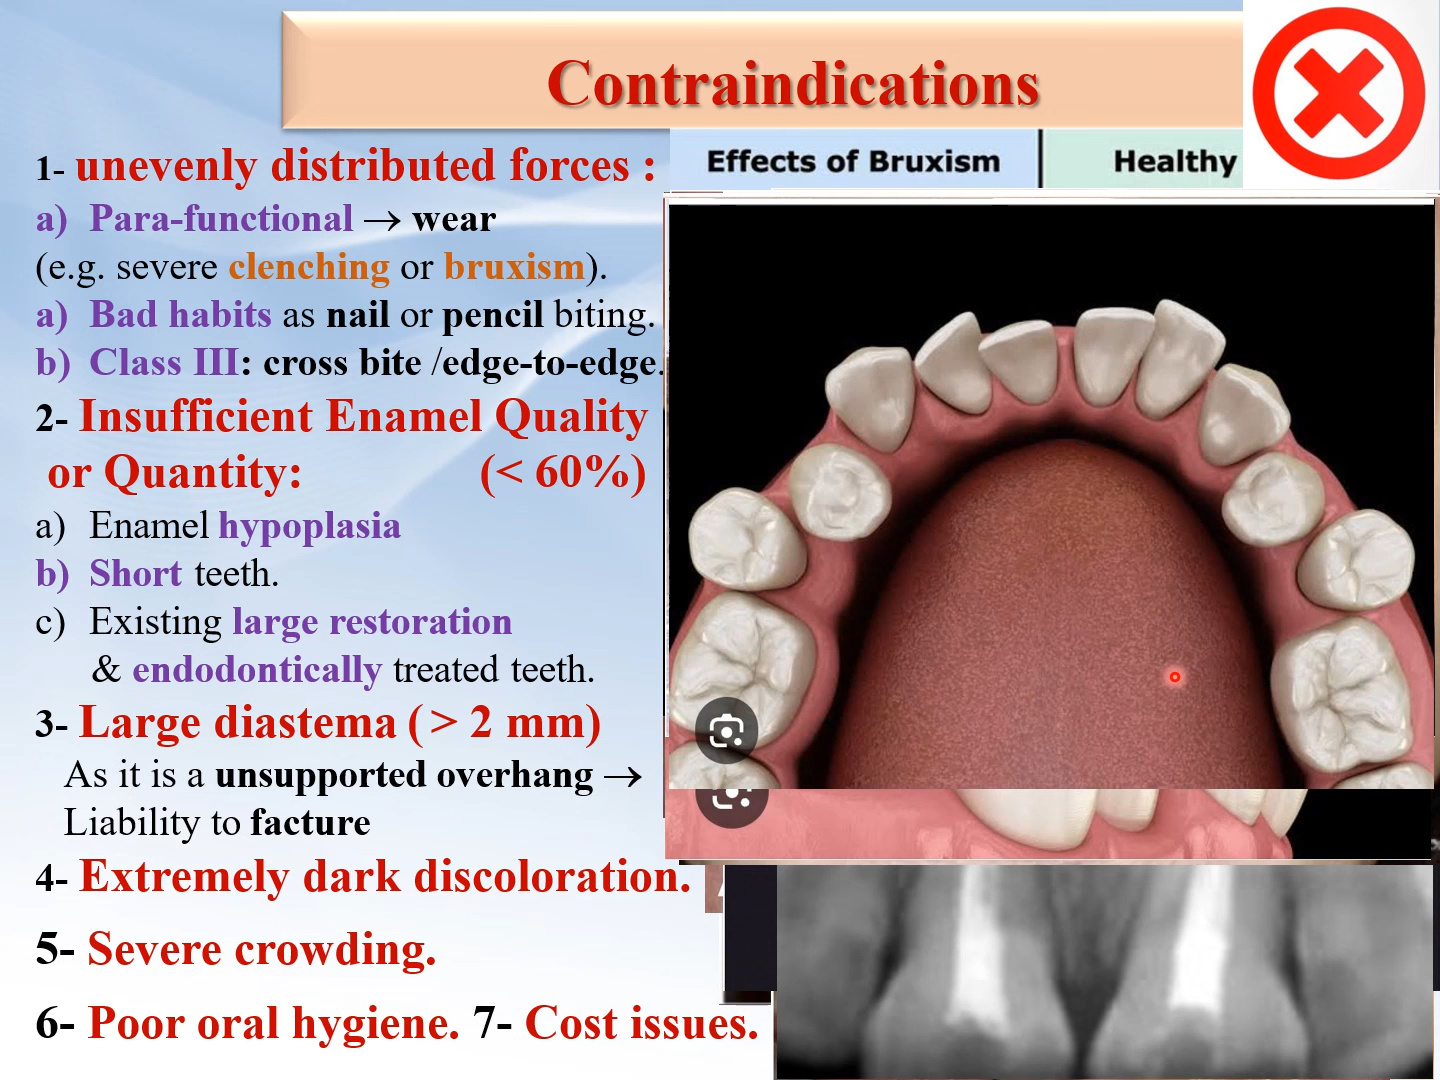 Contraindications
Effects of Bruxism
Healthy
1- unevenly distributed forces :
a) Para-functional → wear
(e.g. severe clenching or bruxism).
a) Bad habits as nail or pencil biting.
b) Class III: cross bite /edge-to-edge.
2- Insufficient Enamel Quality
or Quantity: (< 60%)
a) Enamel hypoplasia
b) Short teeth.
c) Existing large restoration
& endodontically treated teeth.
3- Large diastema ( > 2 mm)
As it is a unsupported overhang →
Liability to facture
4- Extremely dark discoloration.
5- Severe crowding.
6- Poor oral hygiene. 7- Cost issues.